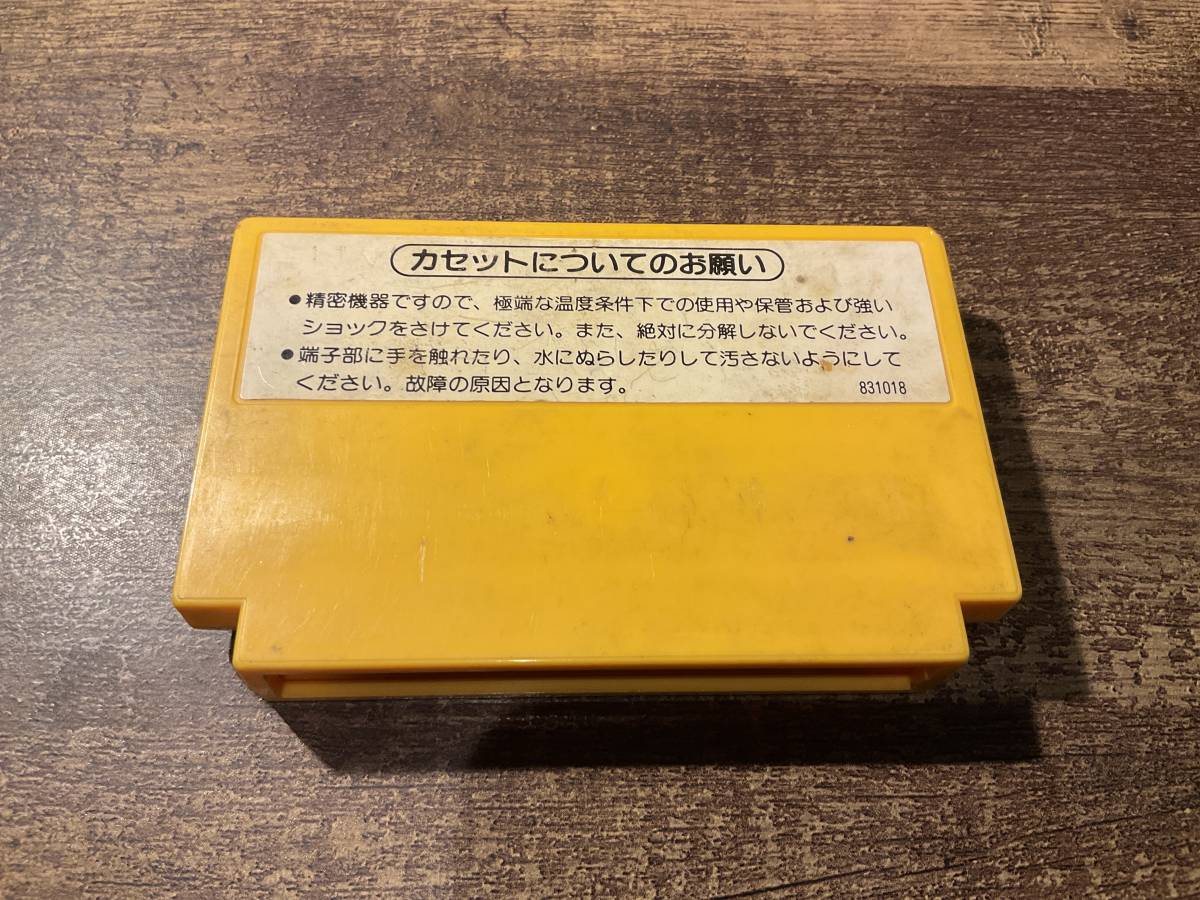 カセットについてのお願い
●精密機器ですので、極端な温度条件下での使用や保管および強い
ショックをさけてください。また、絶対に分解しないでください。
●端子部に手を触れたり、水にぬらしたりして汚さないようにして
ください。故障の原因となります。
831018